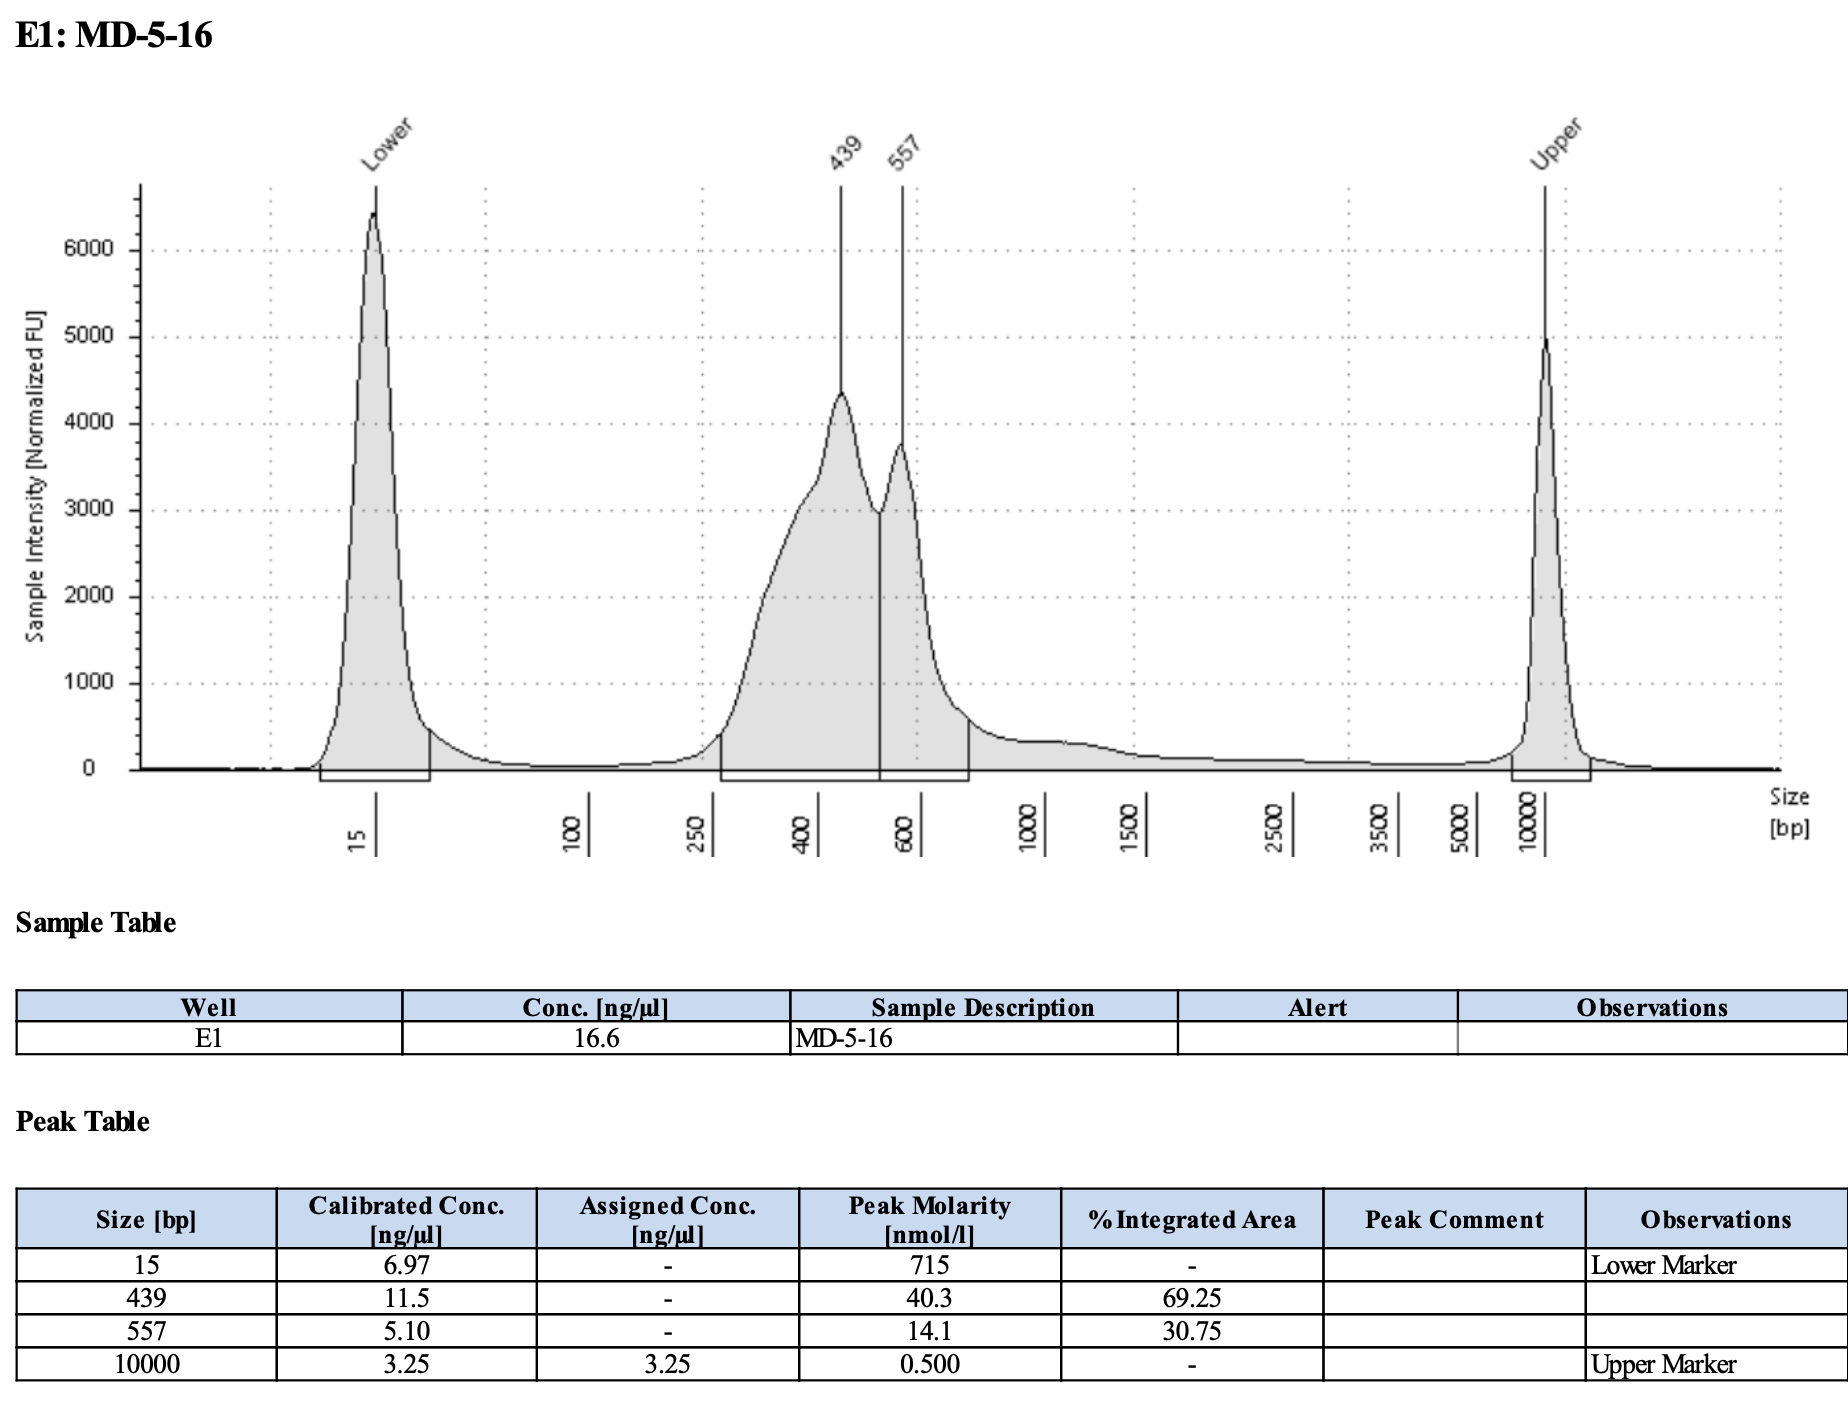 E1: MD-5-16
Lower 439 557 Upper
Sample Intensity [Normalized FU]
6000
5000
4000
3000
2000
1000
0
15 100 250 400 600 1000 1500 2500 3500 5000 10000
Size
[bp]
Sample Table
Well Conc. [ng/µl] Sample Description Alert Observations
E1 16.6 MD-5-16
Peak Table
Size [bp] Calibrated Conc. [ng/µl] Assigned Conc. [ng/µl] Peak Molarity [nmol/l] % Integrated Area Peak Comment Observations
15 6.97 - 715 - Lower Marker
439 11.5 - 40.3 69.25
557 5.10 - 14.1 30.75
10000 3.25 3.25 0.500 - Upper Marker